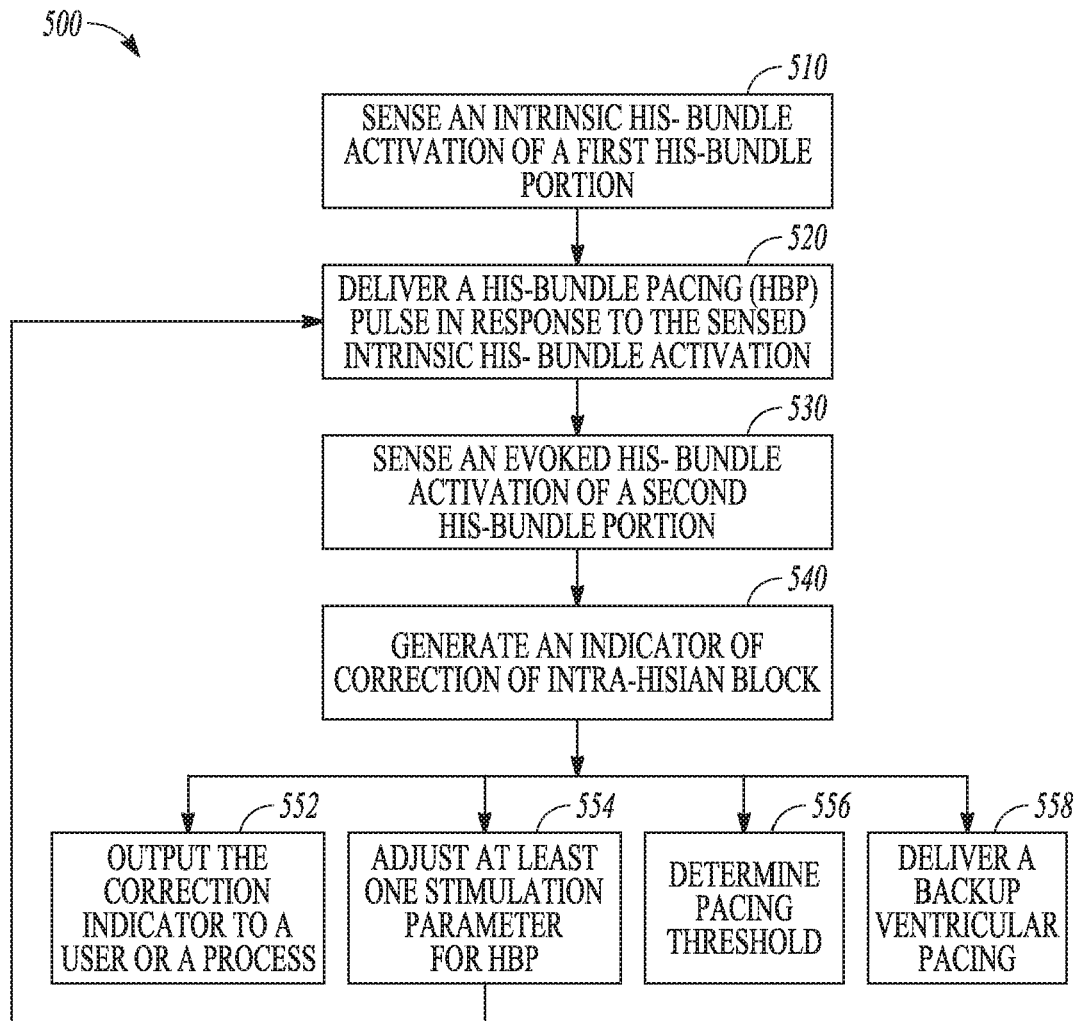 500
510
SENSE AN INTRINSIC HIS- BUNDLE
ACTIVATION OF A FIRST HIS-BUNDLE
PORTION
520
DELIVER A HIS-BUNDLE PACING (HBP)
PULSE IN RESPONSE TO THE SENSED
INTRINSIC HIS- BUNDLE ACTIVATION
530
SENSE AN EVOKED HIS- BUNDLE
ACTIVATION OF A SECOND
HIS-BUNDLE PORTION
540
GENERATE AN INDICATOR OF
CORRECTION OF INTRA-HISIAN BLOCK
552
OUTPUT THE
CORRECTION
INDICATOR TO A
USER OR A PROCESS
554
ADJUST AT LEAST
ONE STIMULATION
PARAMETER
FOR HBP
556
DETERMINE
PACING
THRESHOLD
558
DELIVER A
BACKUP
VENTRICULAR
PACING